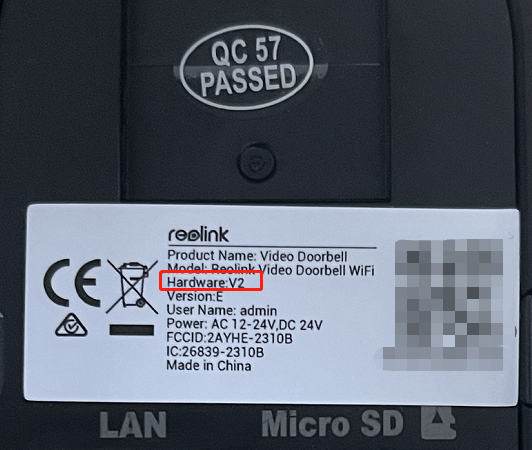 QC 57
PASSED
reolink
Product Name: Video Doorbell
Model: Reolink Video Doorbell WiFi
Hardware:V2
Version:E
User Name: admin
Power: AC 12-24V,DC 24V
FCCID:2AYHE-2310B
IC:26839-2310B
Made in China
CE
LAN
Micro SD